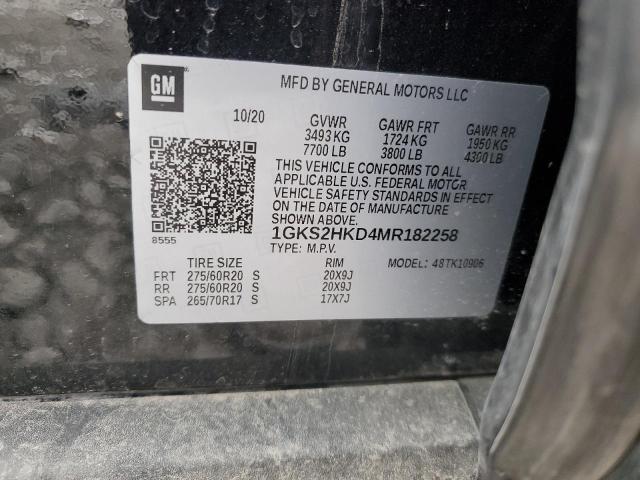 GM
MFD BY GENERAL MOTORS LLC
10/20 GVWR GAWR FRT GAWR RR
3493 KG 1724 KG 1950 KG
7700 LB 3800 LB 4300 LB
THIS VEHICLE CONFORMS TO ALL
APPLICABLE U.S. FEDERAL MOTOR
VEHICLE SAFETY STANDARDS IN EFFECT
ON THE DATE OF MANUFACTURE
SHOWN ABOVE.
8555 1GKS2HKD4MR182258
TYPE: M.P.V. MODEL: 48TK10906
TIRE SIZE RIM
FRT 275/60R20 S 20X9J
RR 275/60R20 S 20X9J
SPA 265/70R17 S 17X7J